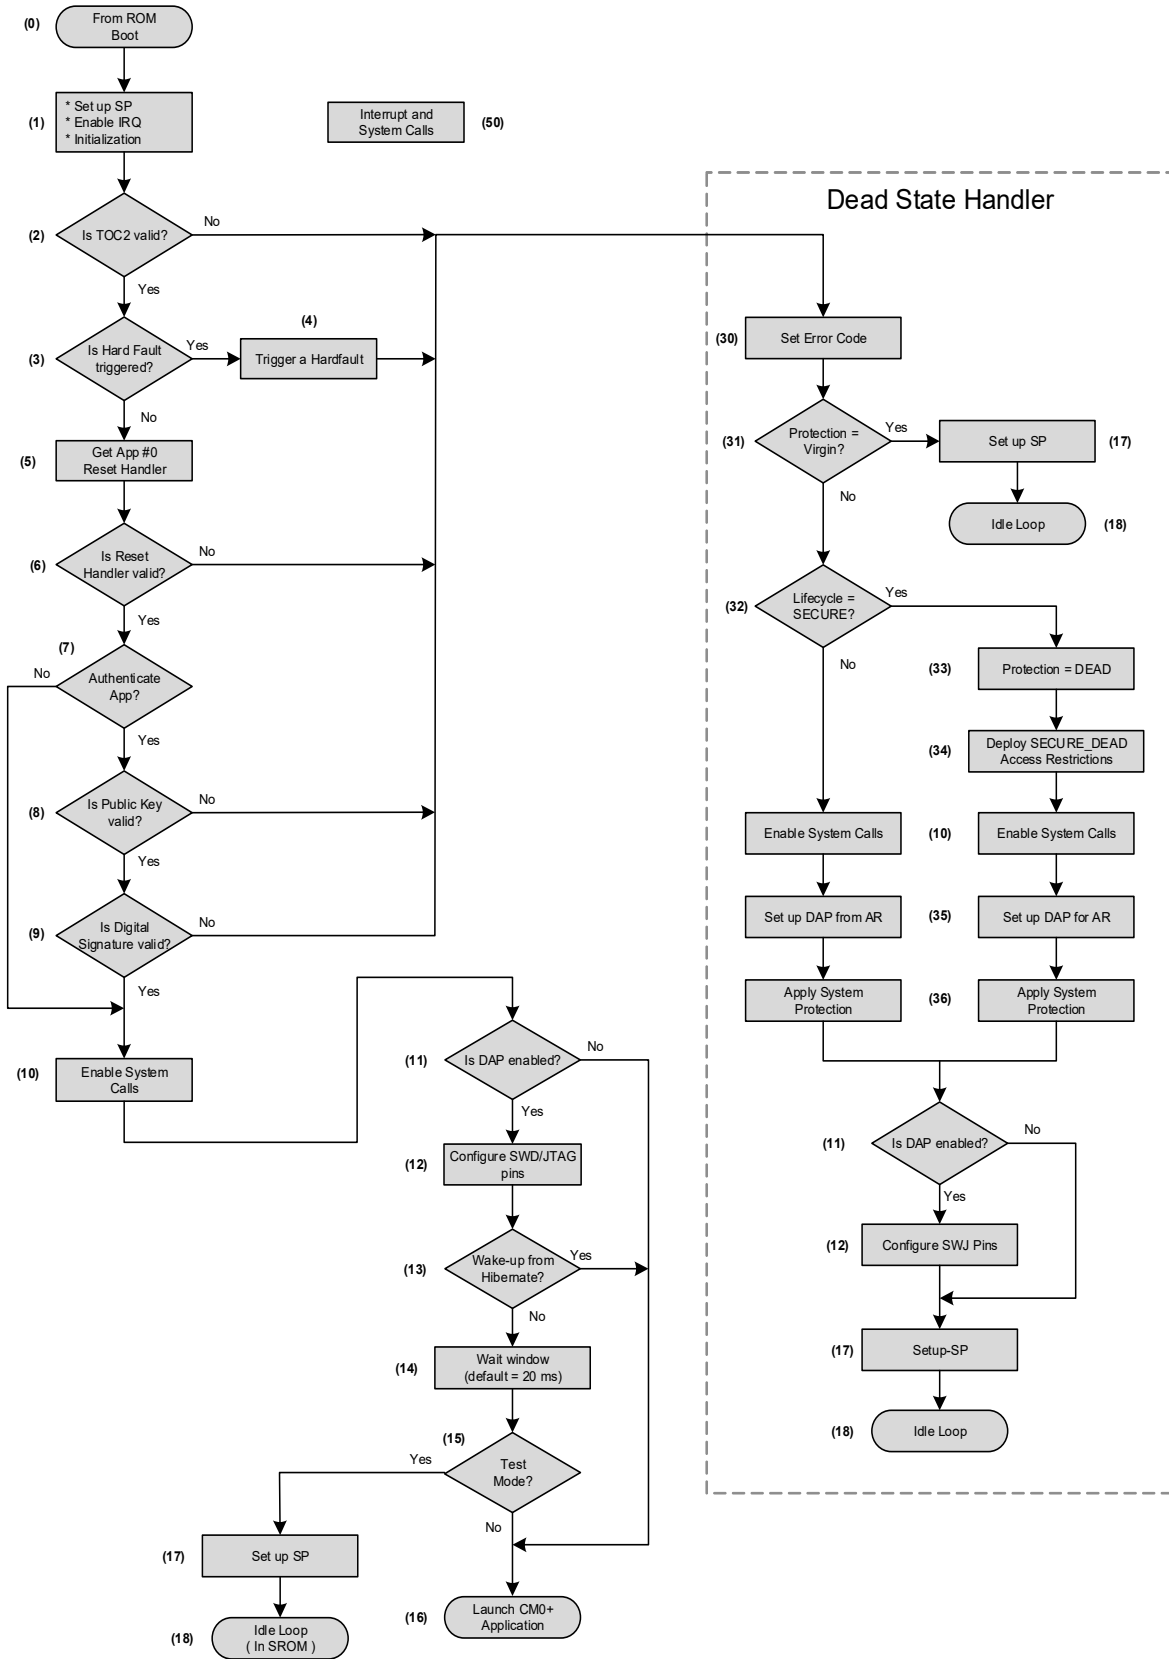 (0)
From ROM
Boot
(1)
* Set up SP
* Enable IRQ
* Initialization
Interrupt and
System Calls
(50)
Dead State Handler
(2)
Is TOC2 valid?
No
Yes
(3)
Is Hard Fault
triggered?
Yes
(4)
Trigger a Hardfault
No
(5)
Get App #0
Reset Handler
(6)
Is Reset
Handler valid?
No
Yes
(7)
No
Authenticate
App?
Yes
(8)
Is Public Key
valid?
No
Yes
(9)
Is Digital
Signature valid?
No
Yes
(10)
Enable System
Calls
(11)
Is DAP enabled?
No
Yes
(12)
Configure SWD/JTAG
pins
(13)
Wake-up from
Hibernate?
Yes
No
(14)
Wait window
(default = 20 ms)
(15)
Yes
Test
Mode?
No
(17)
Set up SP
(18)
Idle Loop
( In SROM )
(16)
Launch CM0+
Application
(30)
Set Error Code
(31)
Protection =
Virgin?
Yes
Set up SP
(17)
No
Idle Loop
(18)
(32)
Lifecycle =
SECURE?
Yes
No
(33)
Protection = DEAD
(34)
Deploy SECURE_DEAD
Access Restrictions
Enable System Calls
(10)
Enable System Calls
Set up DAP from AR
(35)
Set up DAP for AR
Apply System
Protection
(36)
Apply System
Protection
(11)
Is DAP enabled?
No
Yes
(12)
Configure SWJ Pins
(17)
Setup-SP
(18)
Idle Loop